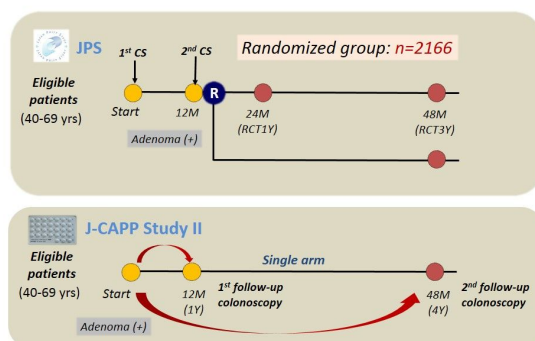 JPS
1st CS
2nd CS
Randomized group: n=2166
Eligible
patients
(40-69 yrs)
R
Start
12M
24M
(RCT1Y)
48M
(RCT3Y)
Adenoma (+)
J-CAPP Study II
Eligible
patients
(40-69 yrs)
Single arm
Start
12M
(1Y)
1st follow-up
colonoscopy
48M
(4Y)
2nd follow-up
colonoscopy
Adenoma (+)